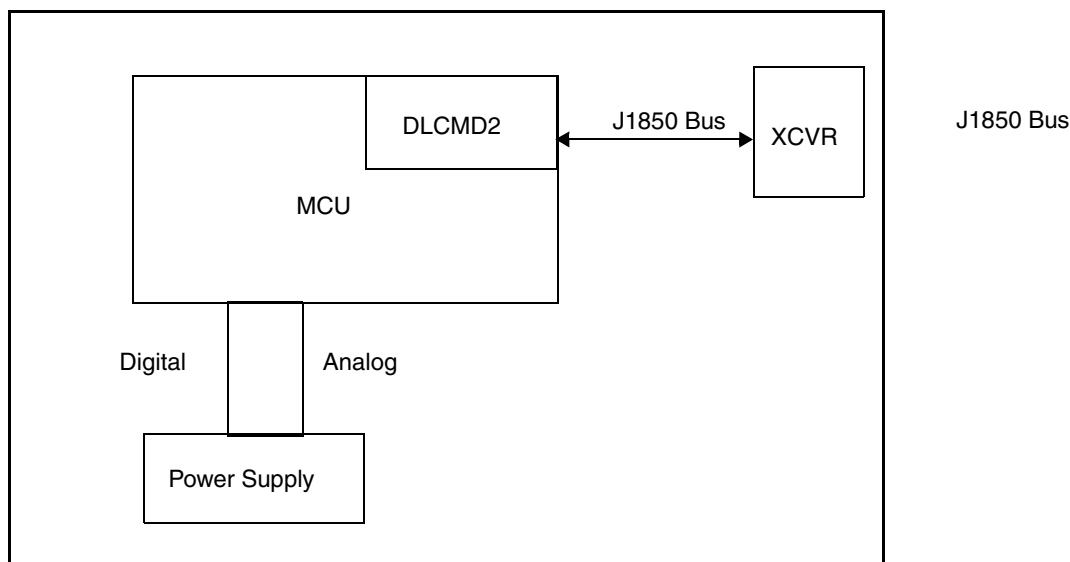 DLCMD2
J1850 Bus
XCVR
J1850 Bus
MCU
Digital
Analog
Power Supply